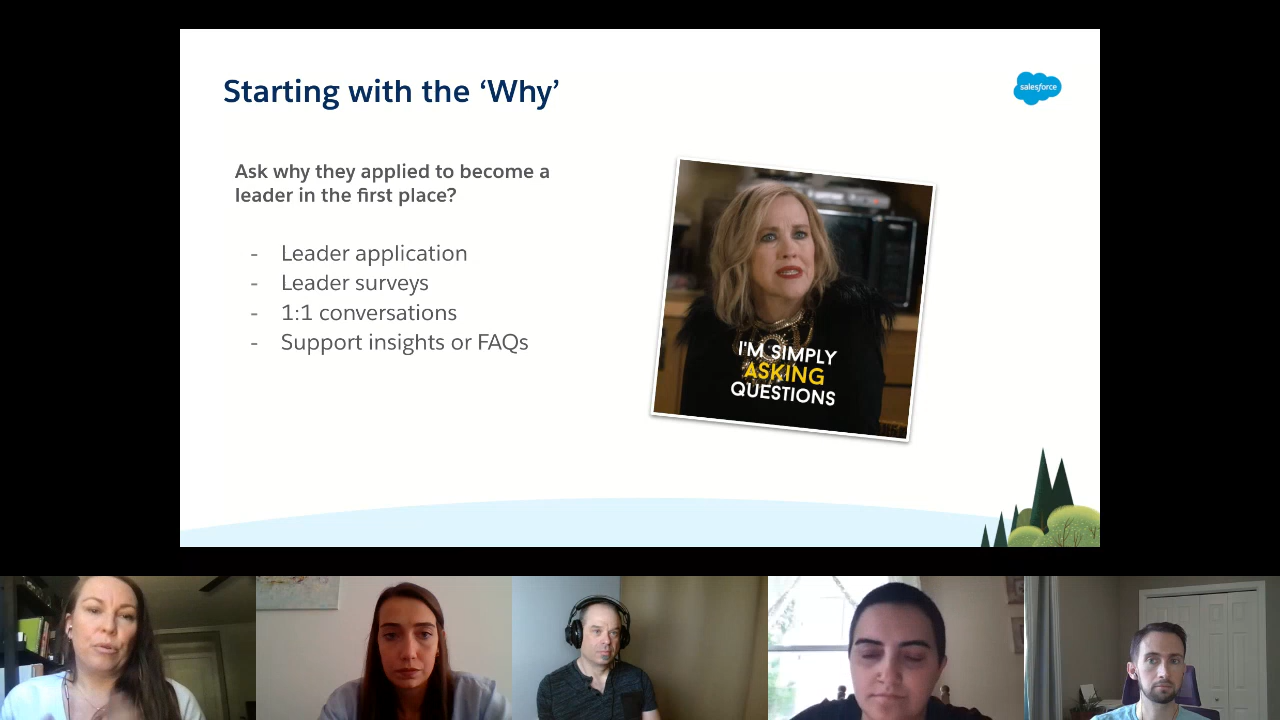 Starting with the ‘Why’
salesforce
Ask why they applied to become a
leader in the first place?
- Leader application
- Leader surveys
- 1:1 conversations
- Support insights or FAQs
I'M SIMPLY
ASKING
QUESTIONS